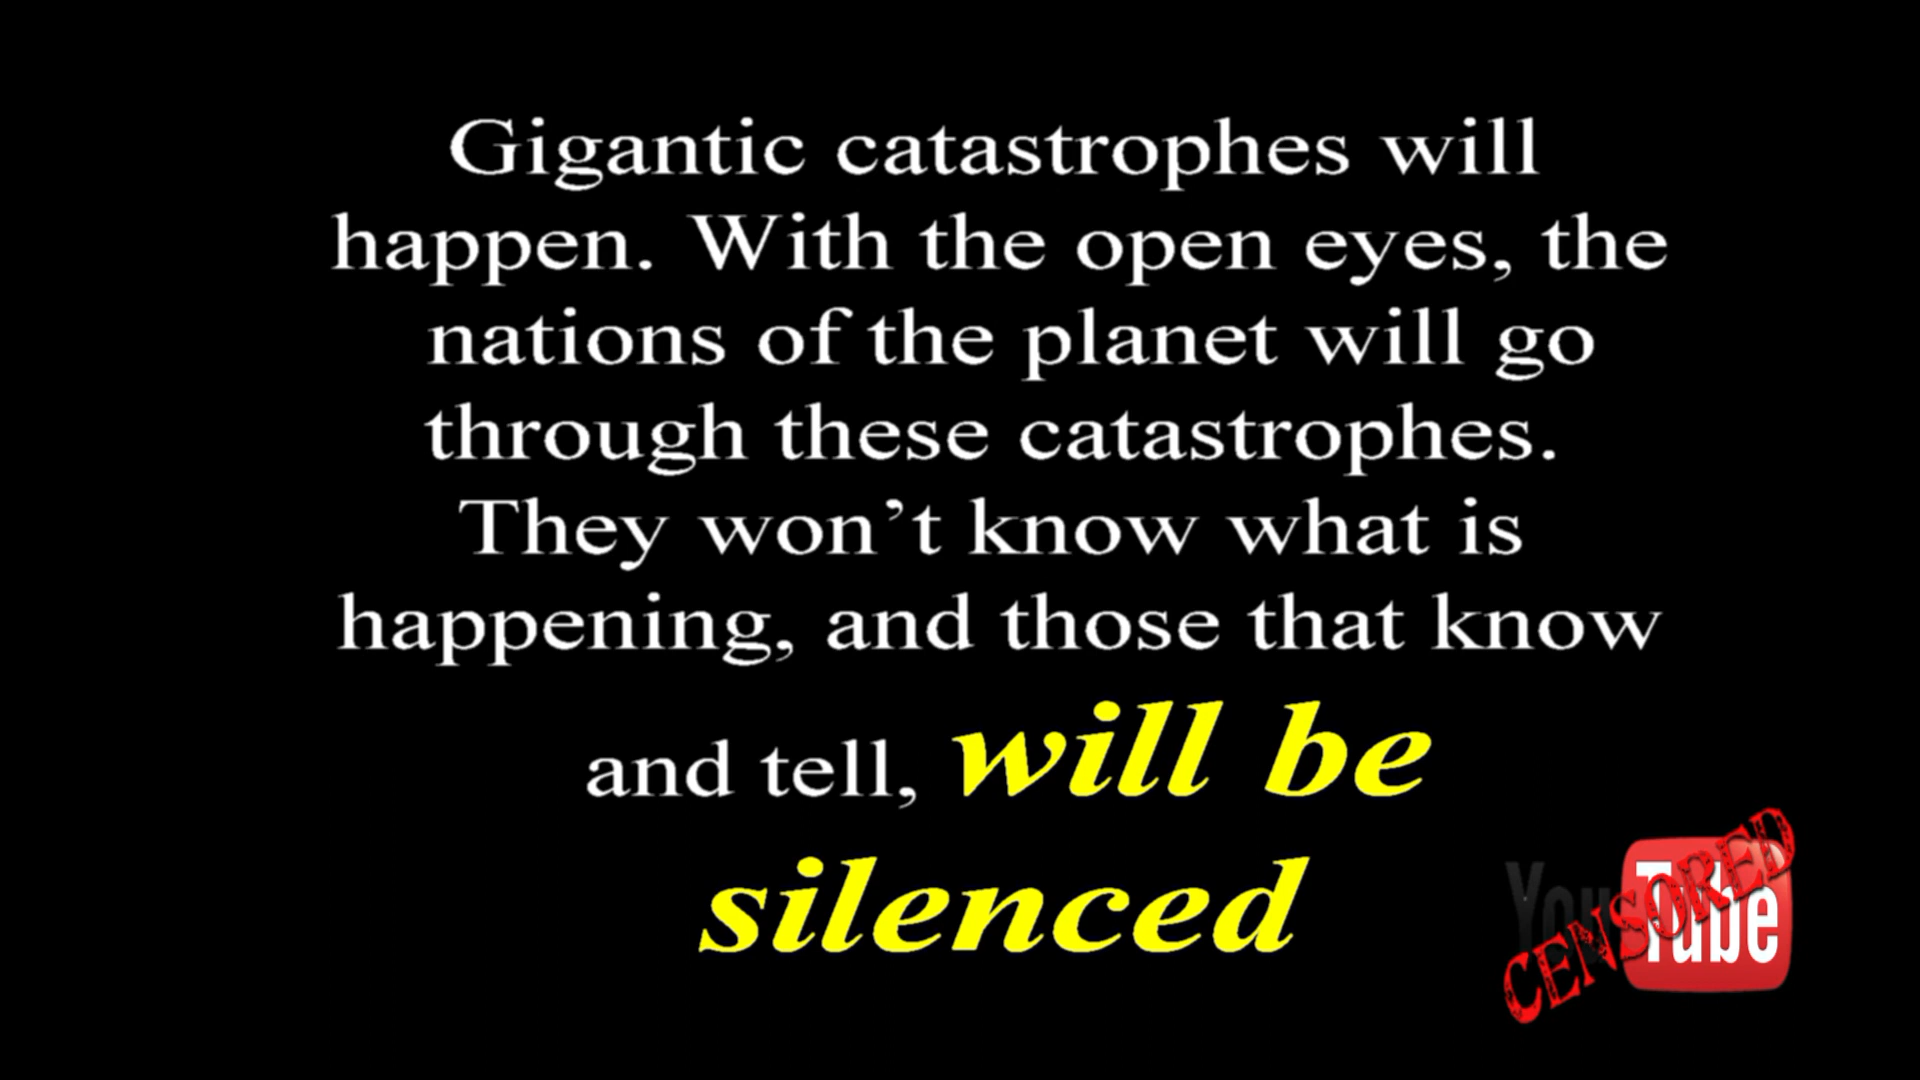 Gigantic catastrophes will
happen. With the open eyes, the
nations of the planet will go
through these catastrophes.
They won’t know what is
happening, and those that know
and tell, will be
silenced
YouTube
CENSORED